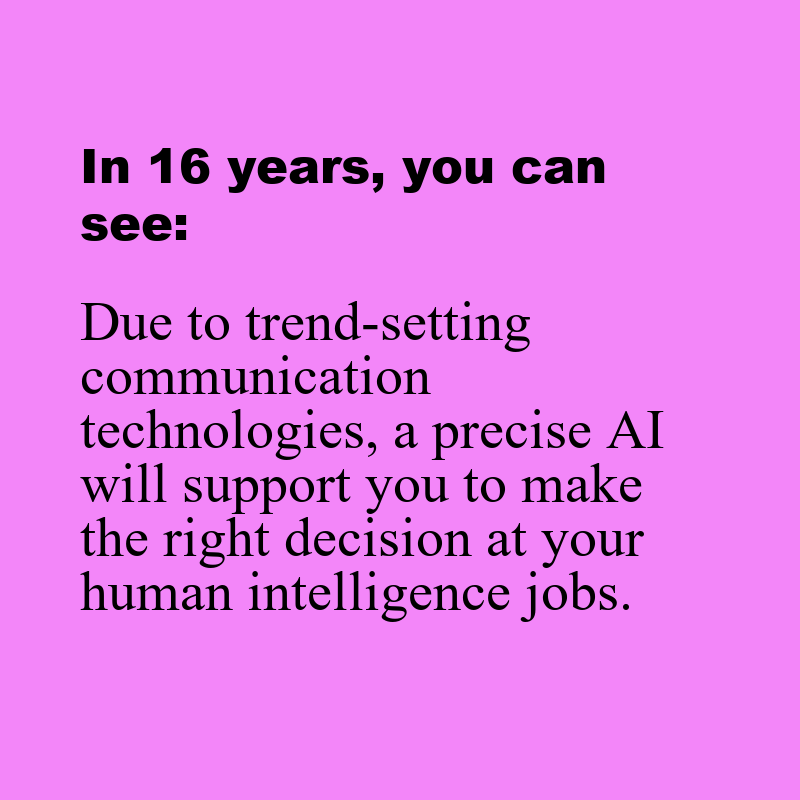 In 16 years, you can
see:
Due to trend-setting
communication
technologies, a precise AI
will support you to make
the right decision at your
human intelligence jobs.